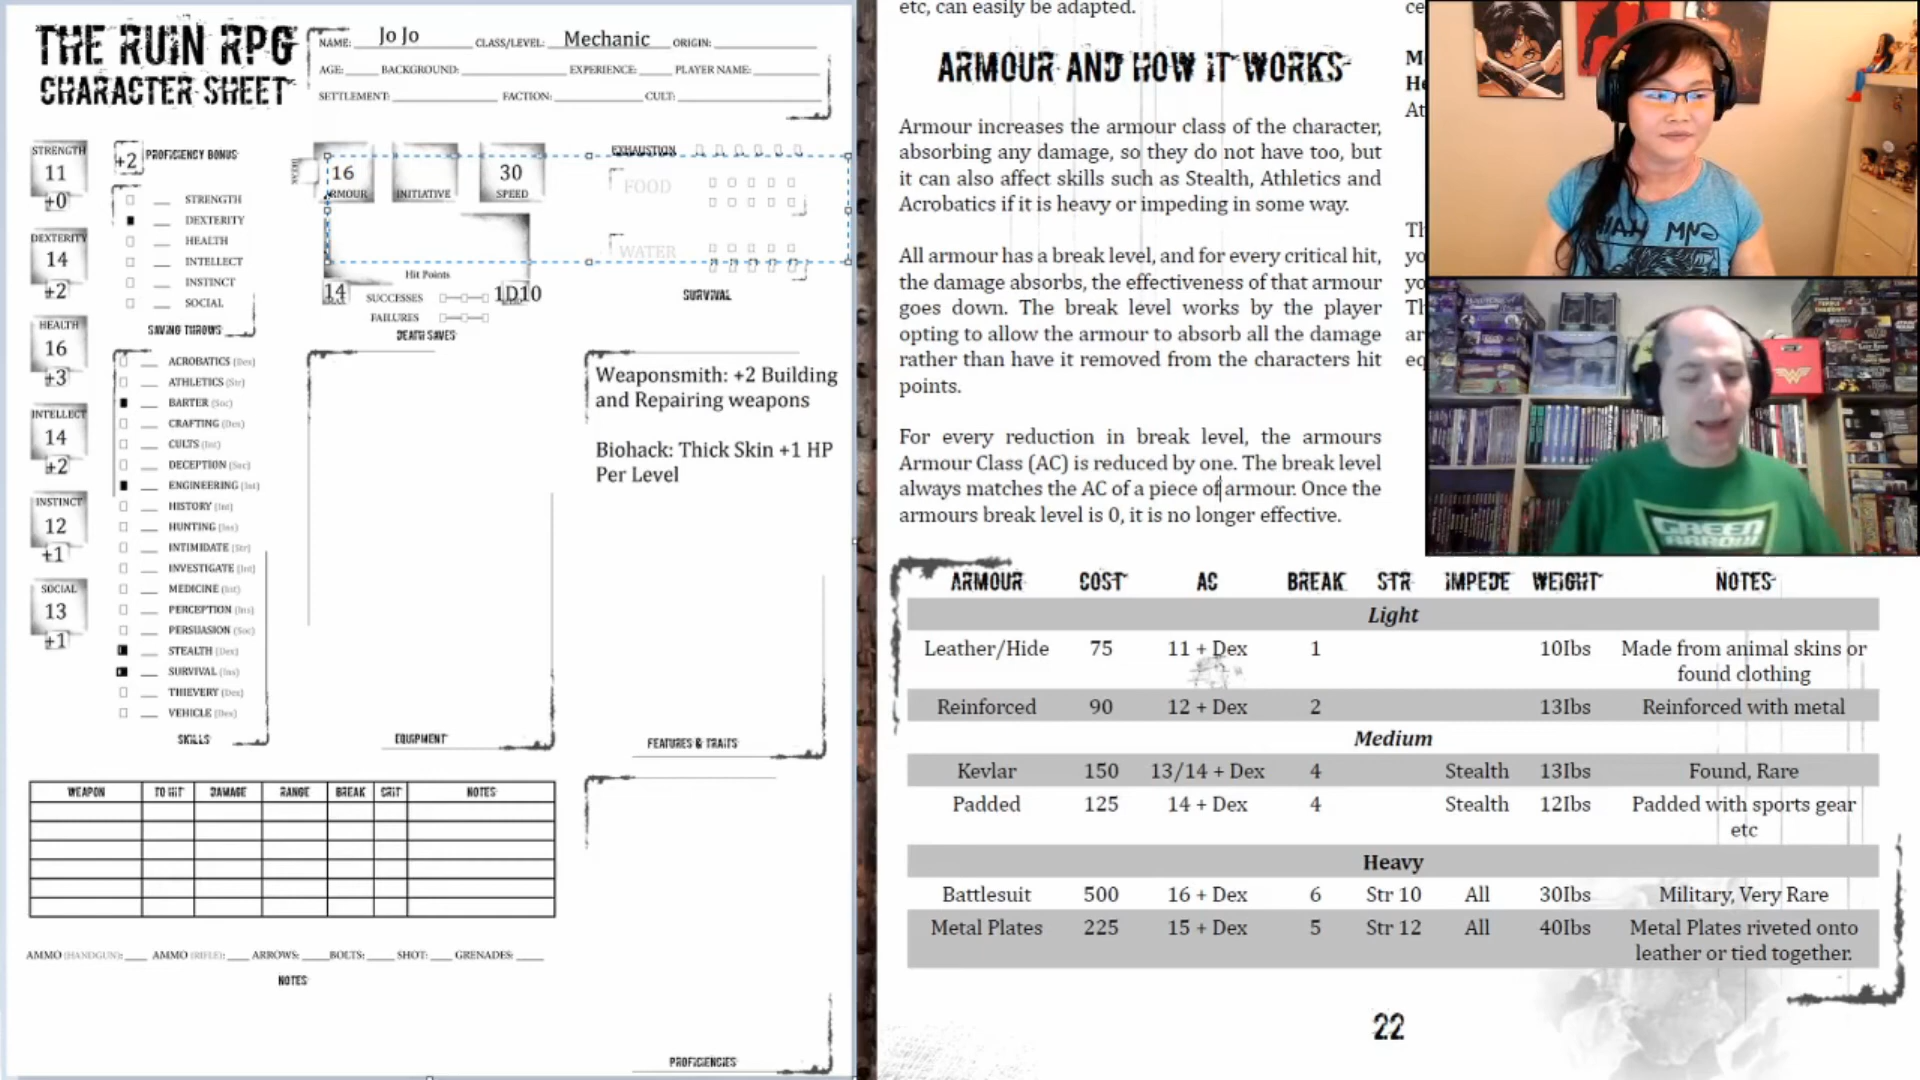 THE RUIN RPG
CHARACTER SHEET
NAME: Jo Jo CLASS/LEVEL: Mechanic ORIGIN:
AGE: BACKGROUND: EXPERIENCE: PLAYER NAME:
SETTLEMENT: FACTION: CULT:
STRENGTH
11
+0
DEXTERITY
14
+2
HEALTH
16
+3
INTELLECT
14
+2
INSTINCT
12
+1
SOCIAL
13
+1
+2 PROFICIENCY BONUS
STRENGTH
DEXTERITY
HEALTH
INTELLECT
INSTINCT
SOCIAL
SAVING THROWS
ACROBATICS (Dex)
ATHLETICS (Str)
BARTER (Soc)
CRAFTING (Dex)
CULTS (Int)
DECEPTION (Soc)
ENGINEERING (Int)
HISTORY (Int)
HUNTING (Ins)
INTIMIDATE (Str)
INVESTIGATE (Int)
MEDICINE (Int)
PERCEPTION (Ins)
PERSUASION (Soc)
STEALTH (Dex)
SURVIVAL (Ins)
THIEVERY (Dex)
VEHICLE (Dex)
SKILLS
16
ARMOUR
INITIATIVE
30
SPEED
Hit Points
14
1D10
SUCCESSES
FAILURES
DEATH SAVES
EXHAUSTION
FOOD
WATER
SURVIVAL
EQUIPMENT
Weaponsmith: +2 Building
and Repairing weapons
Biohack: Thick Skin +1 HP
Per Level
FEATURES & TRAITS
WEAPON TO HIT DAMAGE RANGE BREAK CRIT NOTES
AMMO (HANDGUN): AMMO (RIFLE): ARROWS: BOLTS: SHOT: GRENADES:
NOTES
PROFICIENCIES
etc, can easily be adapted.
ARMOUR AND HOW IT WORKS
Armour increases the armour class of the character,
absorbing any damage, so they do not have too, but
it can also affect skills such as Stealth, Athletics and
Acrobatics if it is heavy or impeding in some way.
All armour has a break level, and for every critical hit,
the damage absorbs, the effectiveness of that armour
goes down. The break level works by the player
opting to allow the armour to absorb all the damage
rather than have it removed from the characters hit
points.
For every reduction in break level, the armours
Armour Class (AC) is reduced by one. The break level
always matches the AC of a piece of armour. Once the
armours break level is 0, it is no longer effective.
ARMOUR COST AC BREAK STR IMPEDE WEIGHT NOTES
Light
Leather/Hide 75 11 + Dex 1 10Ibs Made from animal skins or
found clothing
Reinforced 90 12 + Dex 2 13Ibs Reinforced with metal
Medium
Kevlar 150 13/14 + Dex 4 Stealth 13Ibs Found, Rare
Padded 125 14 + Dex 4 Stealth 12Ibs Padded with sports gear
etc
Heavy
Battlesuit 500 16 + Dex 6 Str 10 All 30Ibs Military, Very Rare
Metal Plates 225 15 + Dex 5 Str 12 All 40Ibs Metal Plates riveted onto
leather or tied together.
22
GREEN
ARROW